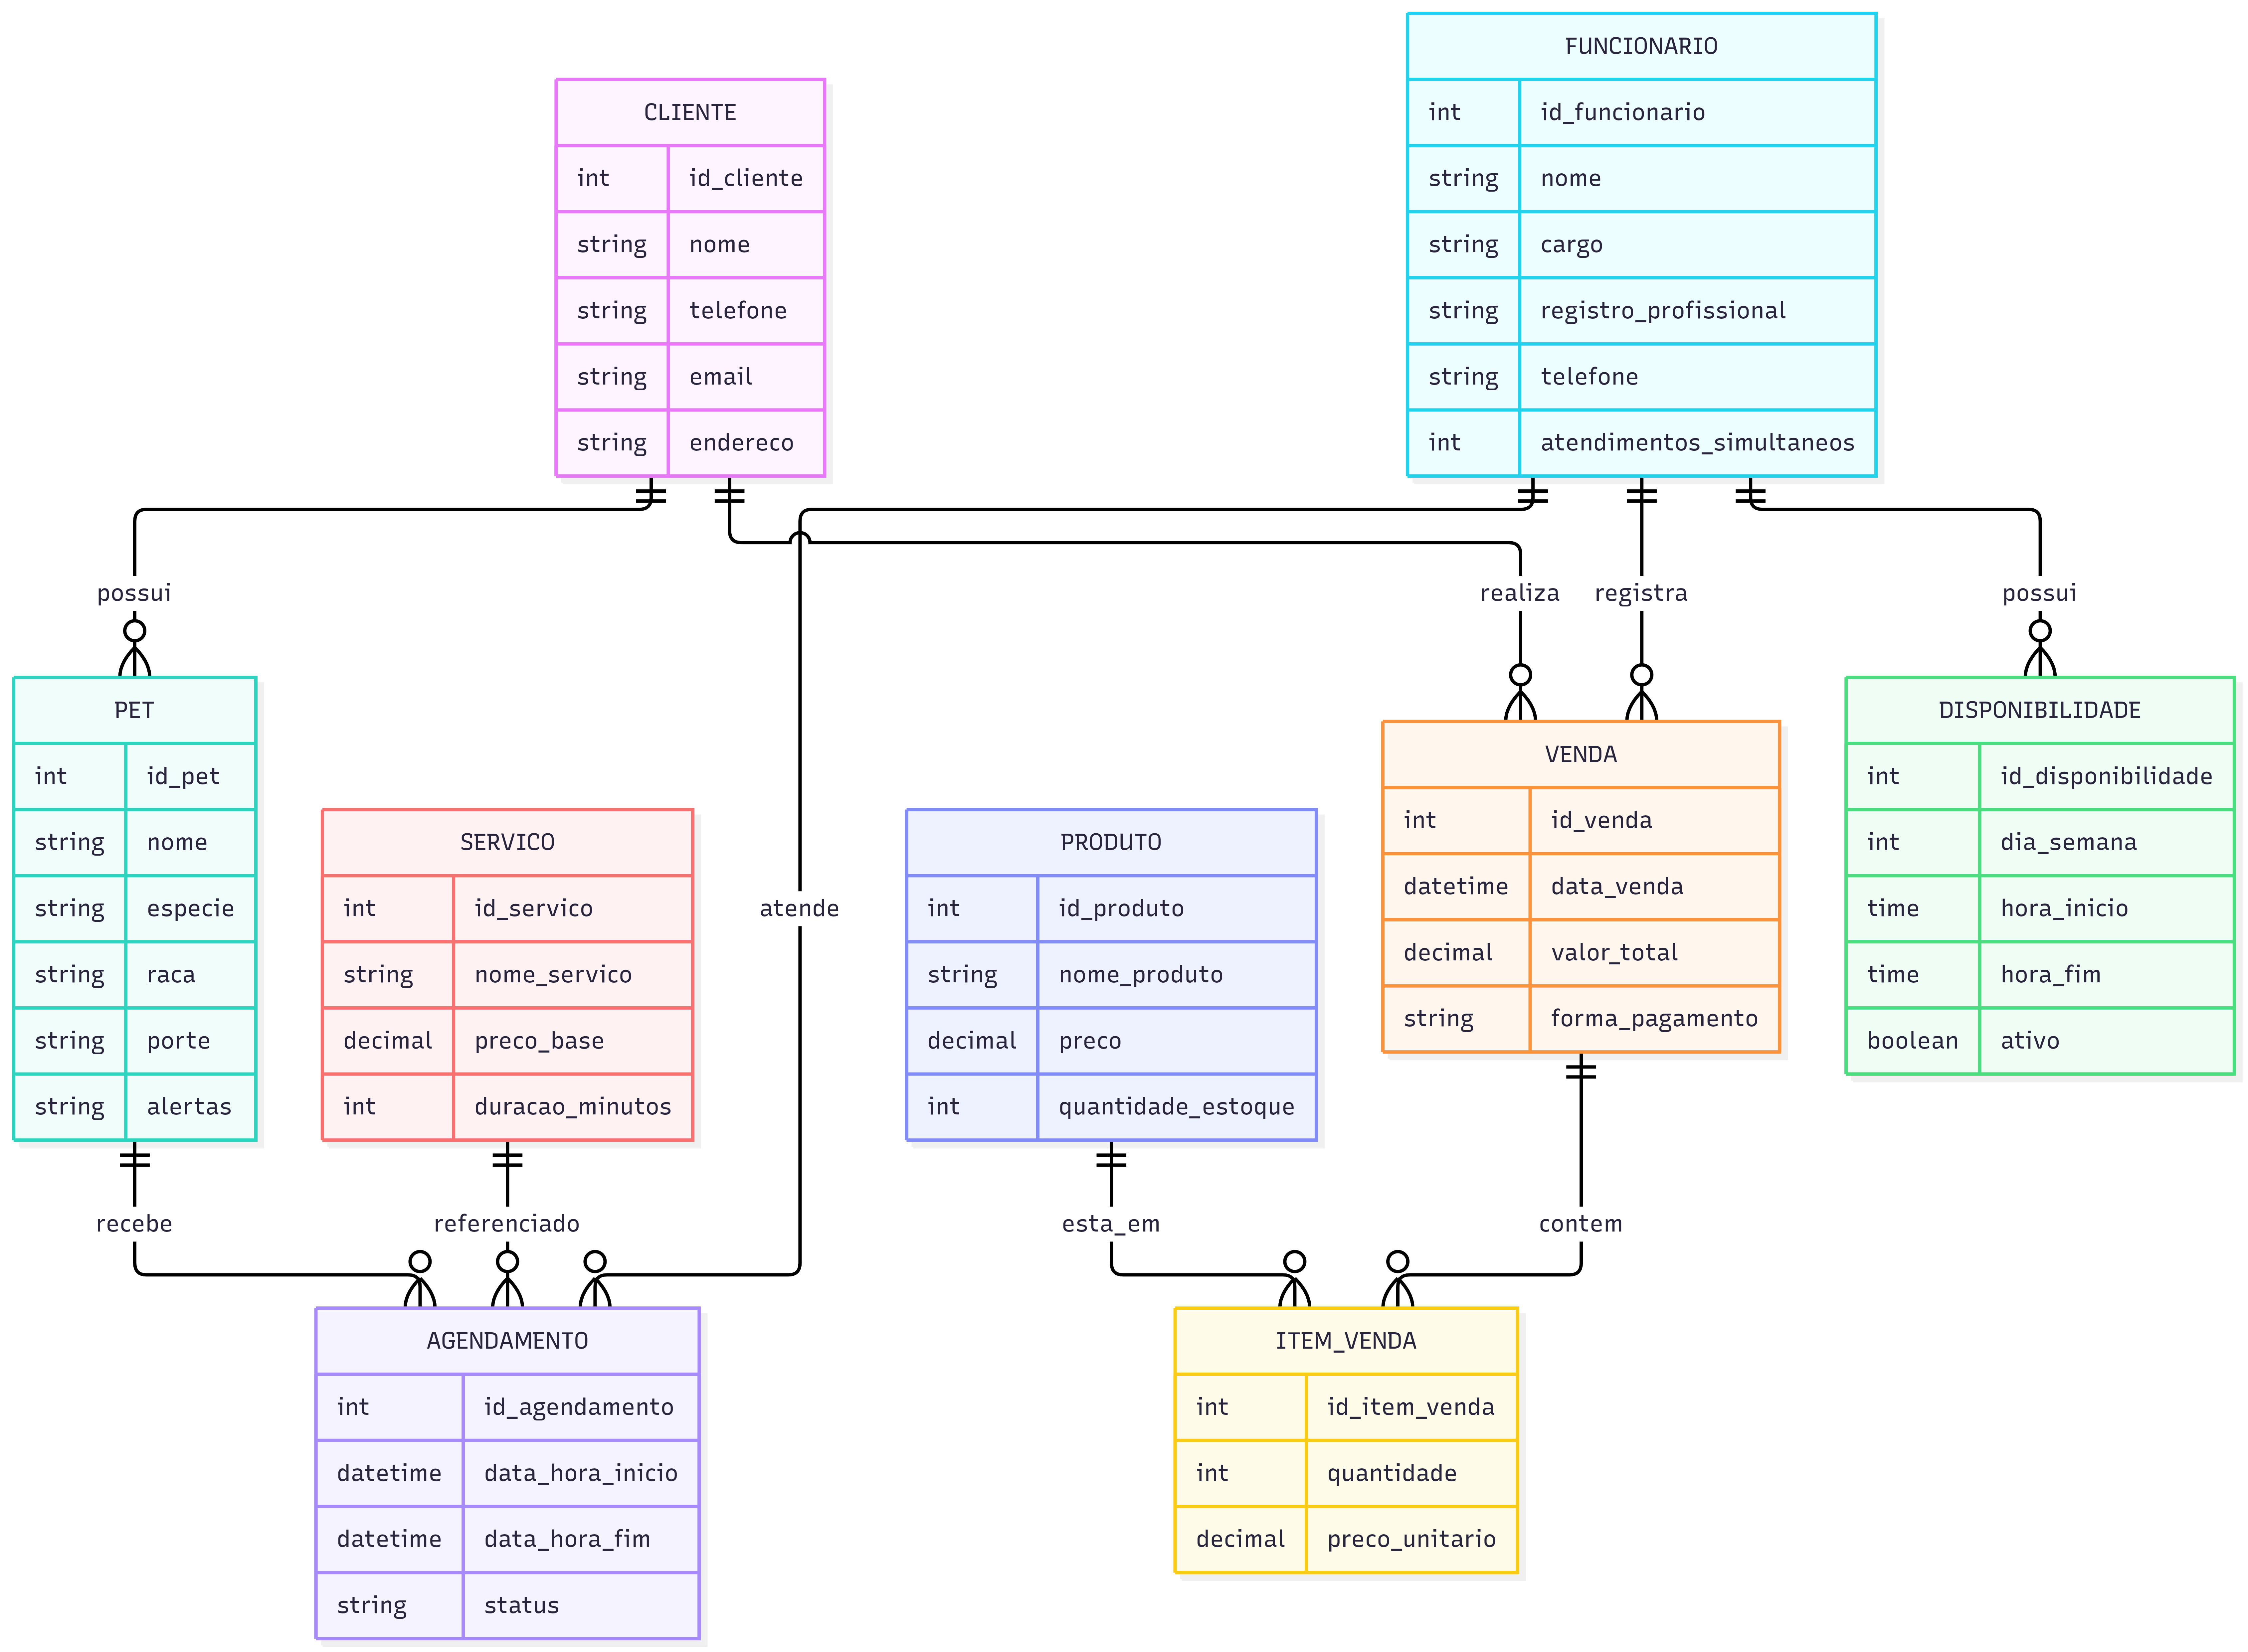 FUNCIONARIO
int id_funcionario
string nome
string cargo
string registro_profissional
string telefone
int atendimentos_simultaneos
CLIENTE
int id_cliente
string nome
string telefone
string email
string endereco
possui
realiza
registra
possui
PET
int id_pet
string nome
string especie
string raca
string porte
string alertas
SERVICO
int id_servico
string nome_servico
decimal preco_base
int duracao_minutos
atende
PRODUTO
int id_produto
string nome_produto
decimal preco
int quantidade_estoque
VENDA
int id_venda
datetime data_venda
decimal valor_total
string forma_pagamento
DISPONIBILIDADE
int id_disponibilidade
int dia_semana
time hora_inicio
time hora_fim
boolean ativo
recebe
referenciado
esta_em
contem
AGENDAMENTO
int id_agendamento
datetime data_hora_inicio
datetime data_hora_fim
string status
ITEM_VENDA
int id_item_venda
int quantidade
decimal preco_unitario